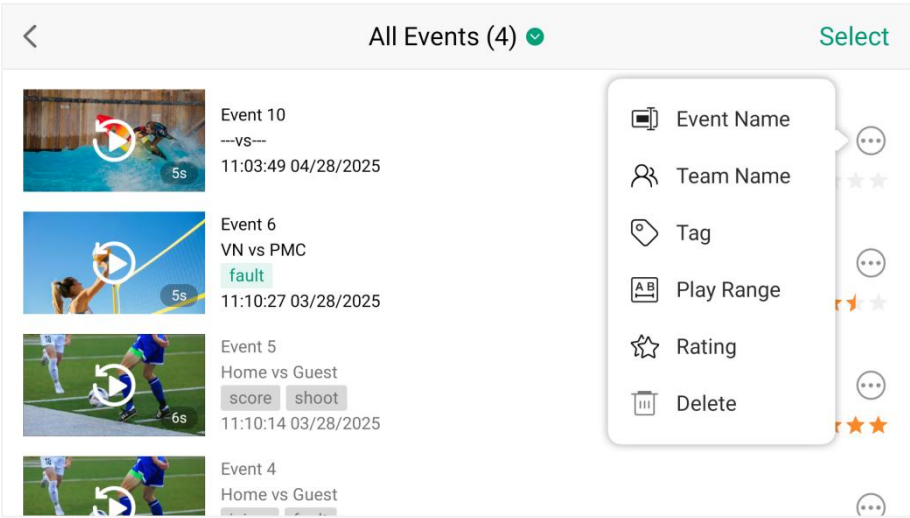 All Events (4)
Select
Event 10
---vs---
11:03:49 04/28/2025
5s
Event 6
VN vs PMC
fault
11:10:27 03/28/2025
5s
Event 5
Home vs Guest
score shoot
11:10:14 03/28/2025
6s
Event 4
Home vs Guest
Event Name
Team Name
Tag
A B
Play Range
Rating
Delete